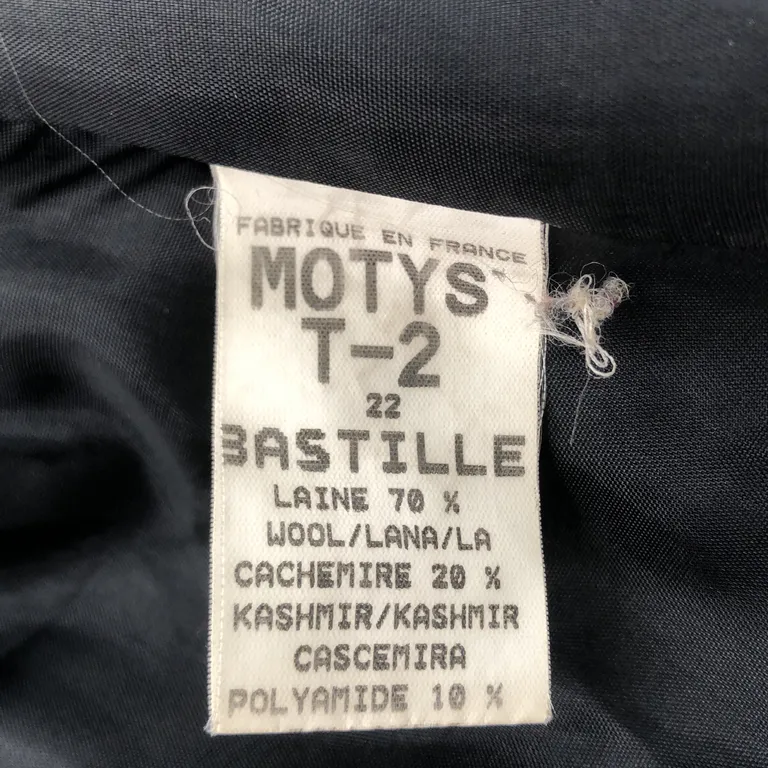 FABRIQUE EN FRANCE
MOTYS
T-2
22
BASTILLE
LAINE 70 %
WOOL/LANA/LA
CACHEMIRE 20 %
KASHMIR/KASHMIR
CASCEMIRA
POLYAMIDE 10 %